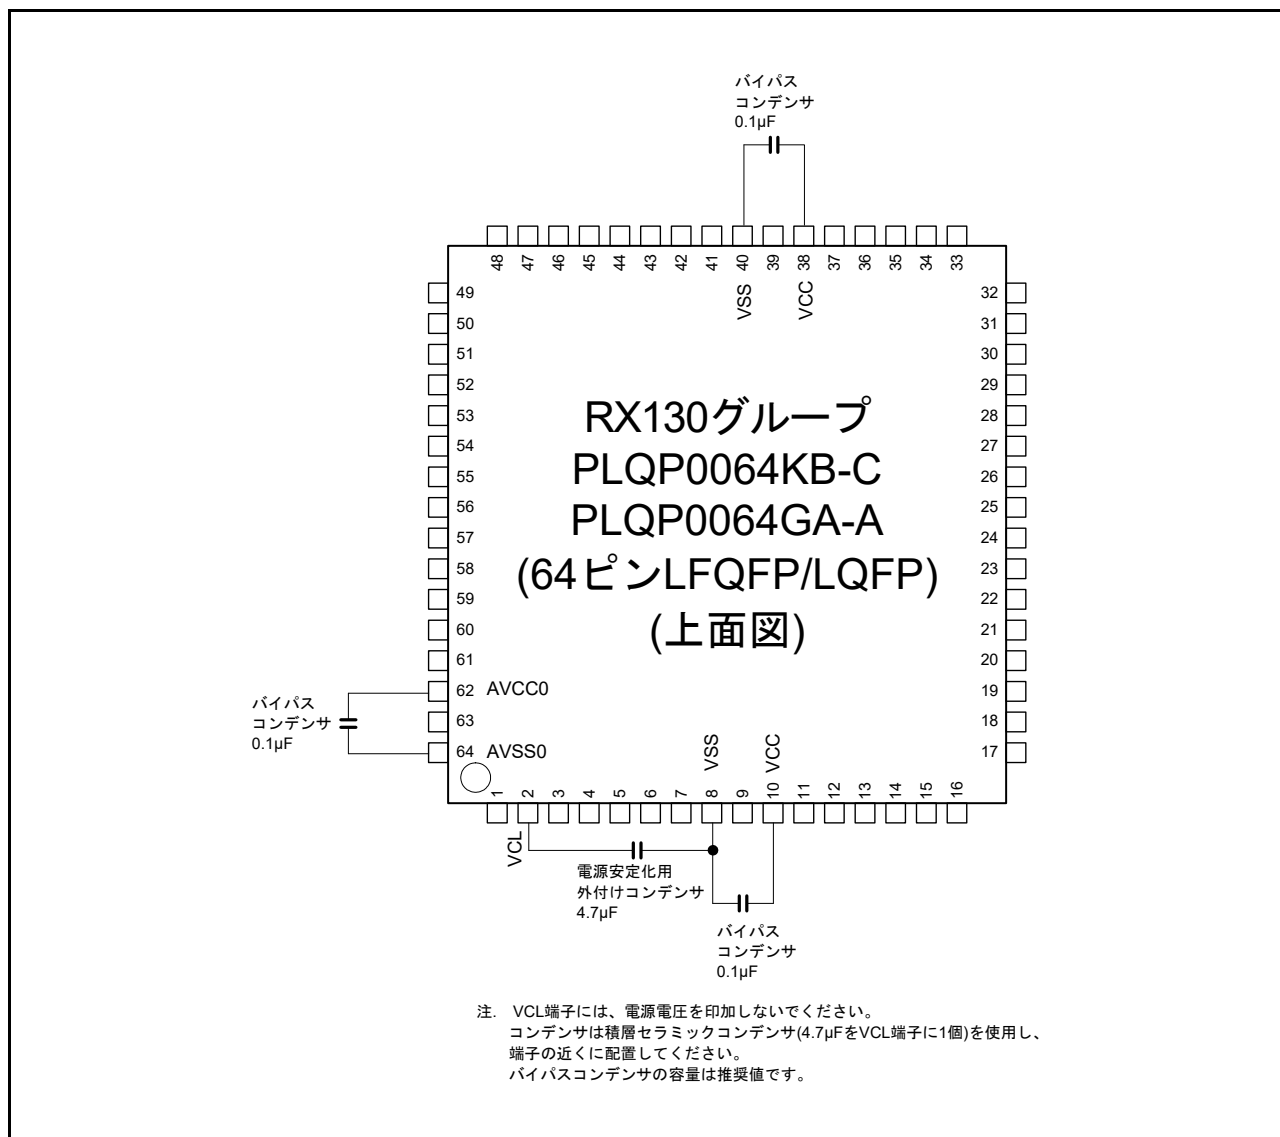 バイパス
コンデンサ
0.1μF
48 47 46 45 44 43 42 41 40 39 38 37 36 35 34 33
VSS VCC
49
50
51
52
53
54
55
56
57
58
59
60
61
62 AVCC0
63
64 AVSS0
32
31
30
29
28
27
26
25
24
23
22
21
20
19
18
17
RX130グループ
PLQP0064KB-C
PLQP0064GA-A
(64ピンLFQFP/LQFP)
(上面図)
バイパス
コンデンサ
0.1μF
VSS VCC
1 2 3 4 5 6 7 8 9 10 11 12 13 14 15 16
VCL
電源安定化用
外付けコンデンサ
4.7μF
バイパス
コンデンサ
0.1μF
注. VCL端子には、電源電圧を印加しないでください。
コンデンサは積層セラミックコンデンサ(4.7μFをVCL端子に1個)を使用し、
端子の近くに配置してください。
バイパスコンデンサの容量は推奨値です。